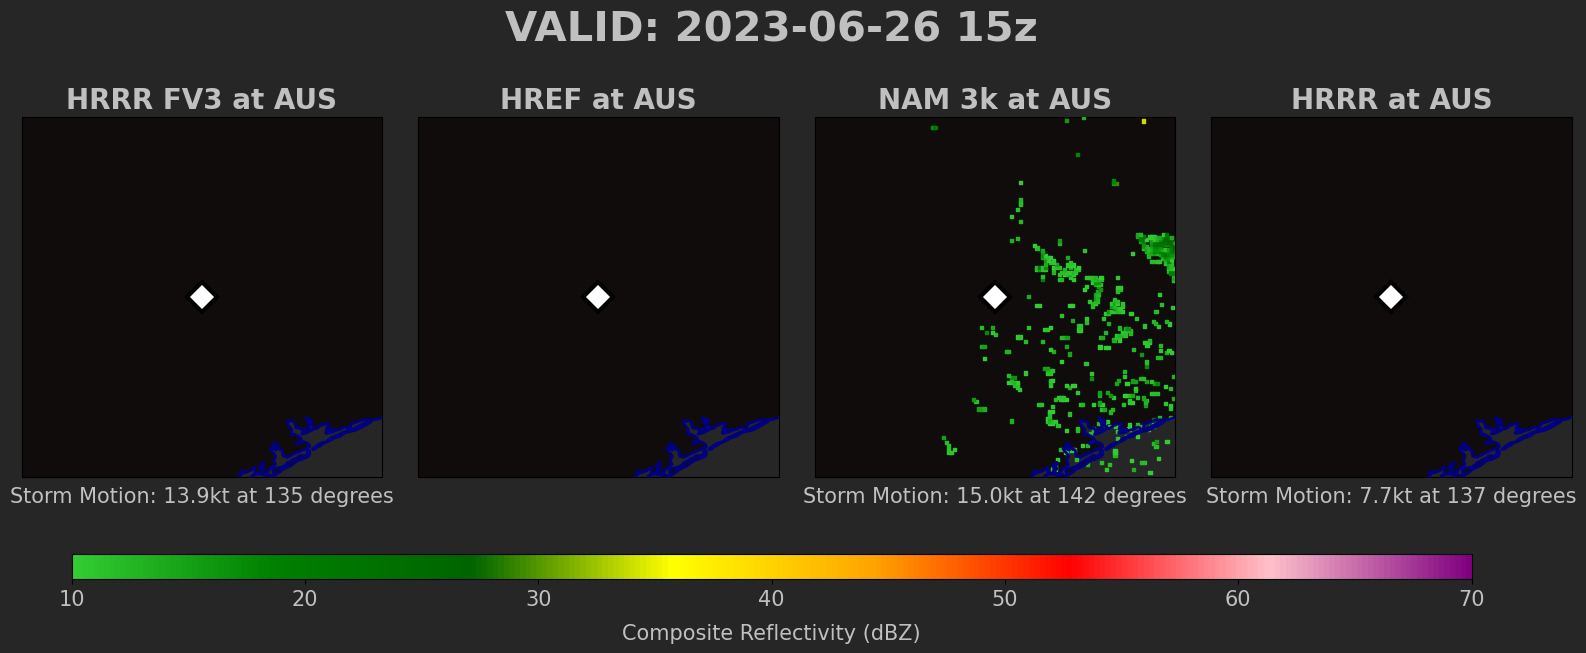 VALID: 2023-06-26 15z
HRRR FV3 at AUS
HREF at AUS
NAM 3k at AUS
HRRR at AUS
Storm Motion: 13.9kt at 135 degrees
Storm Motion: 15.0kt at 142 degrees
Storm Motion: 7.7kt at 137 degrees
10 20 30 40 50 60 70
Composite Reflectivity (dBZ)